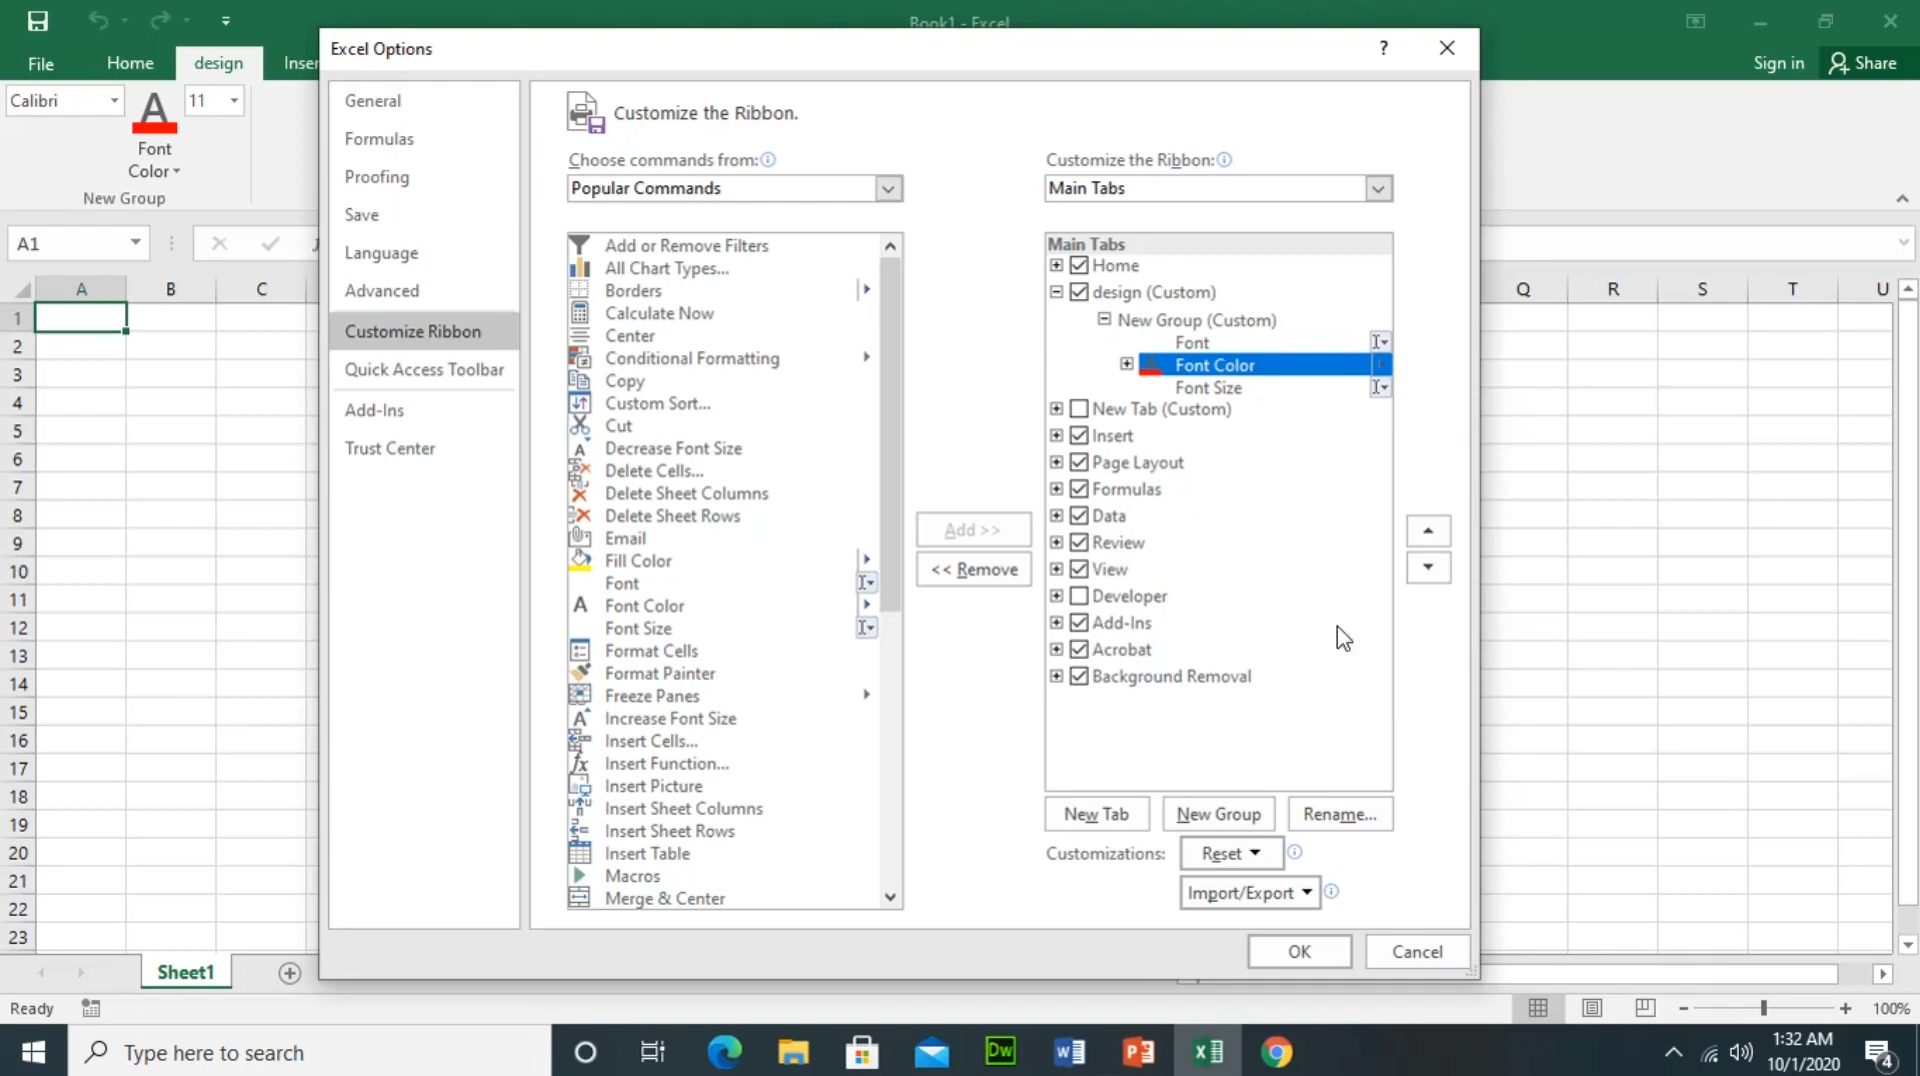 Book1 - Excel
File
Home
design
Inser
Sign in
Share
Calibri
11
Font
Color
New Group
A1
A
B
C
Q
R
S
T
U
1
2
3
4
5
6
7
8
9
10
11
12
13
14
15
16
17
18
19
20
21
22
23
Excel Options
?
General
Formulas
Proofing
Save
Language
Advanced
Customize Ribbon
Quick Access Toolbar
Add-Ins
Trust Center
Customize the Ribbon.
Choose commands from:
Popular Commands
Add or Remove Filters
All Chart Types...
Borders
Calculate Now
Center
Conditional Formatting
Copy
Custom Sort...
Cut
Decrease Font Size
Delete Cells...
Delete Sheet Columns
Delete Sheet Rows
Email
Fill Color
Font
Font Color
Font Size
Format Cells
Format Painter
Freeze Panes
Increase Font Size
Insert Cells...
Insert Function...
Insert Picture
Insert Sheet Columns
Insert Sheet Rows
Insert Table
Macros
Merge & Center
Add >>
<< Remove
Customize the Ribbon:
Main Tabs
Main Tabs
Home
design (Custom)
New Group (Custom)
Font
Font Color
Font Size
New Tab (Custom)
Insert
Page Layout
Formulas
Data
Review
View
Developer
Add-Ins
Acrobat
Background Removal
New Tab
New Group
Rename...
Customizations:
Reset
Import/Export
OK
Cancel
Sheet1
Ready
100%
Type here to search
Dw
1:32 AM
10/1/2020
4